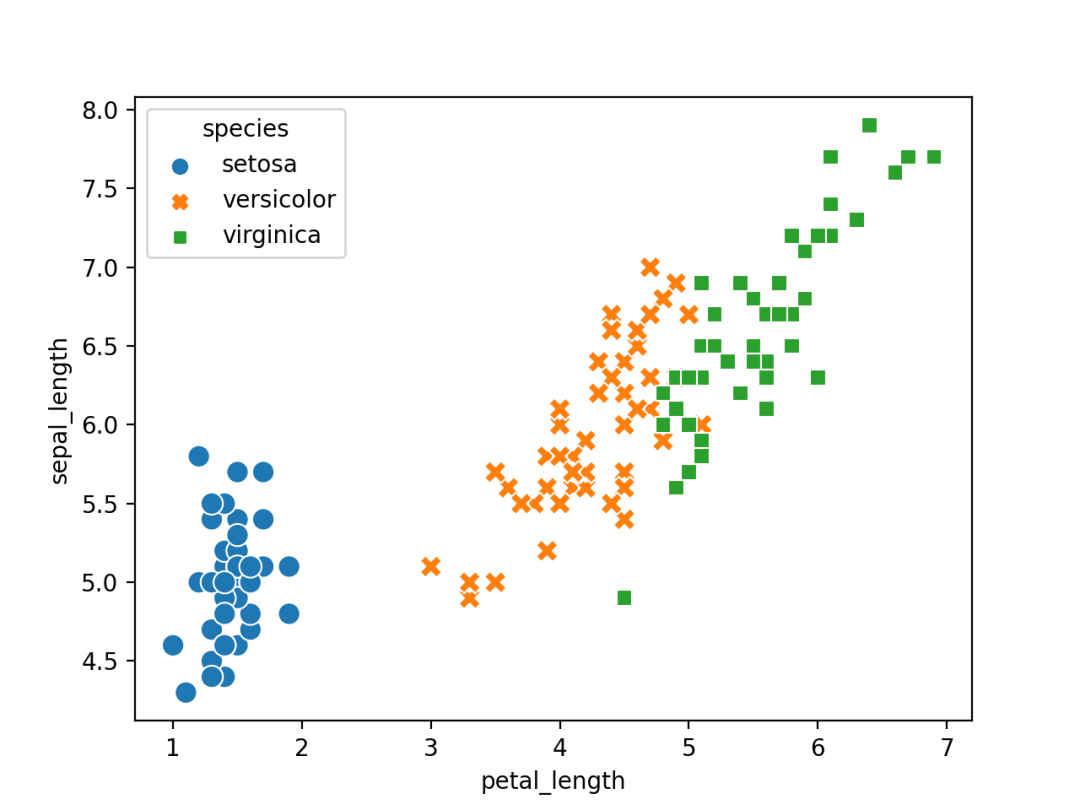 species
setosa
versicolor
virginica
sepal_length
8.0
7.5
7.0
6.5
6.0
5.5
5.0
4.5
1 2 3 4 5 6 7
petal_length